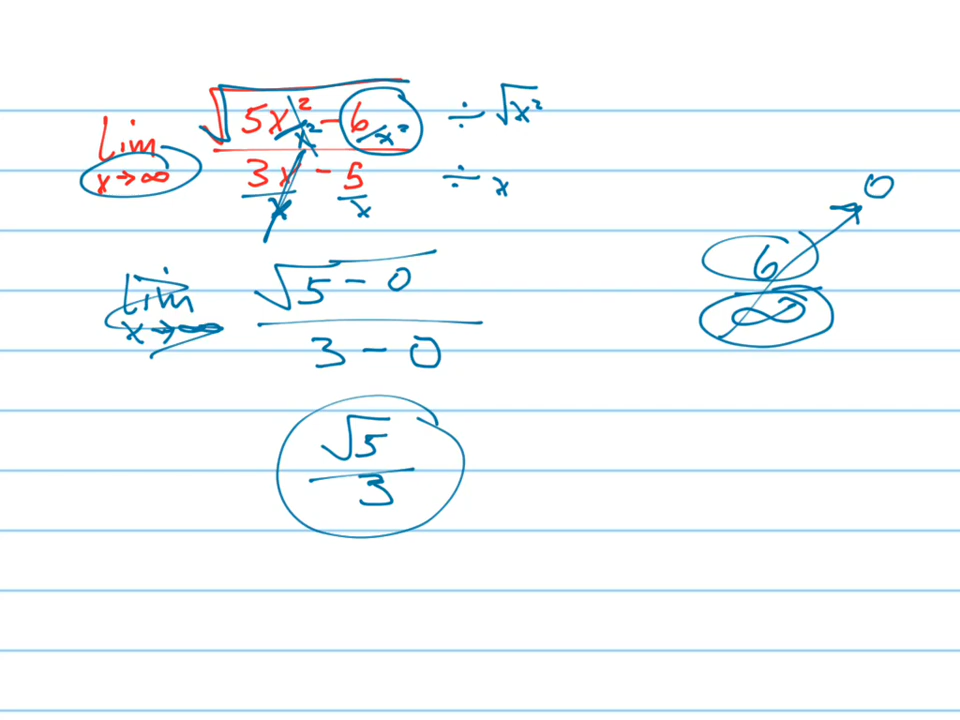 lim x→∞ √(5x²/x² - 6/x²) / (3x/x - 5/x) ÷ √x² ÷ x
6/∞ → 0
lim x→∞ √(5 - 0) / (3 - 0)
√5 / 3